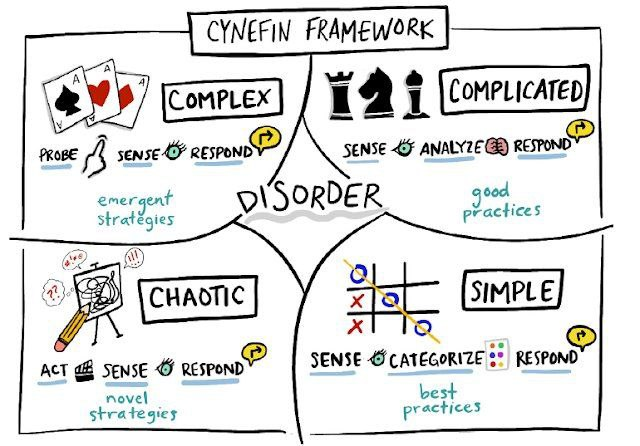 CYNEFIN FRAMEWORK
A A A
A
COMPLEX
PROBE SENSE RESPOND
emergent
strategies
COMPLICATED
SENSE ANALYZE RESPOND
good
practices
DISORDER
#!@
!!!
??
CHAOTIC
ACT SENSE RESPOND
novel
strategies
O
X O
X O
SIMPLE
SENSE CATEGORIZE RESPOND
best
practices